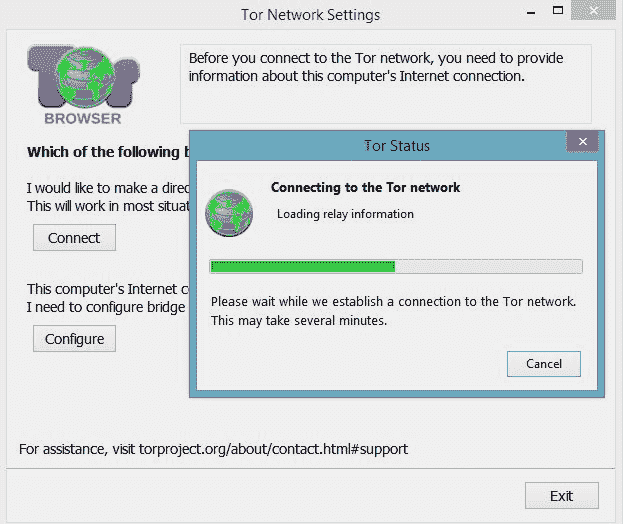 Tor Network Settings
Tor
BROWSER
Before you connect to the Tor network, you need to provide
information about this computer's Internet connection.
Which of the following b
I would like to make a direc
This will work in most situat
Connect
This computer's Internet co
I need to configure bridge
Configure
Tor Status
Connecting to the Tor network
Loading relay information
Please wait while we establish a connection to the Tor network.
This may take several minutes.
Cancel
For assistance, visit torproject.org/about/contact.html#support
Exit